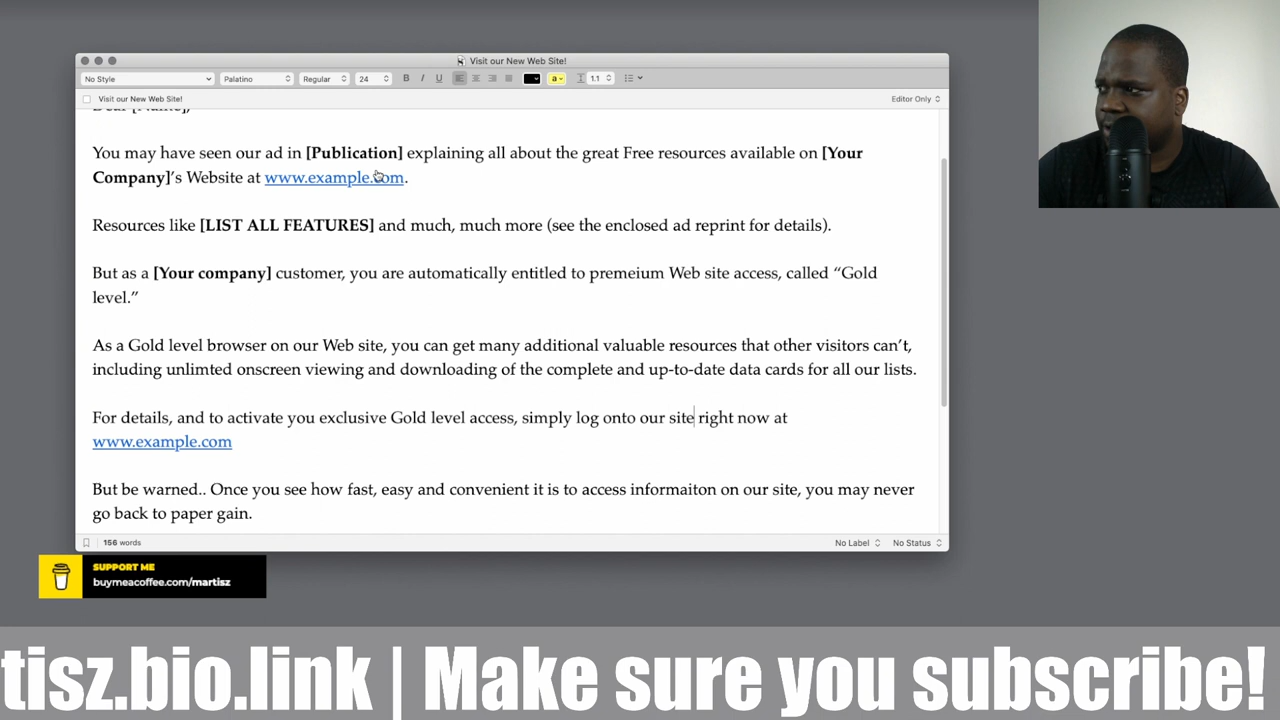 Visit our New Web Site!
No Style Palatino Regular 24 B I U a 1.1
Visit our New Web Site! Editor Only
Dear [Name],
You may have seen our ad in [Publication] explaining all about the great Free resources available on [Your
Company]’s Website at www.example.com.
Resources like [LIST ALL FEATURES] and much, much more (see the enclosed ad reprint for details).
But as a [Your company] customer, you are automatically entitled to premeium Web site access, called “Gold
level.”
As a Gold level browser on our Web site, you can get many additional valuable resources that other visitors can’t,
including unlimted onscreen viewing and downloading of the complete and up-to-date data cards for all our lists.
For details, and to activate you exclusive Gold level access, simply log onto our site right now at
www.example.com
But be warned.. Once you see how fast, easy and convenient it is to access informaiton on our site, you may never
go back to paper gain.
156 words No Label No Status
SUPPORT ME
buymeacoffee.com/martisz
tisz.bio.link | Make sure you subscribe!